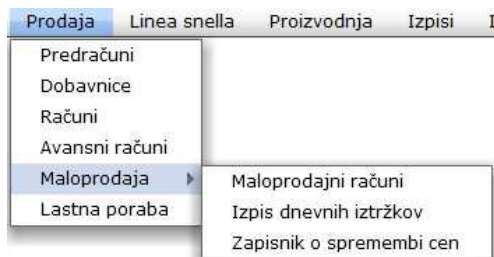 Prodaja Linea snella Proizvodnja Izpisi
Predračuni
Dobavnice
Računi
Avansni računi
Maloprodaja
Lastna poraba
Maloprodajni računi
Izpis dnevnih iztržkov
Zapisnik o spremembi cen